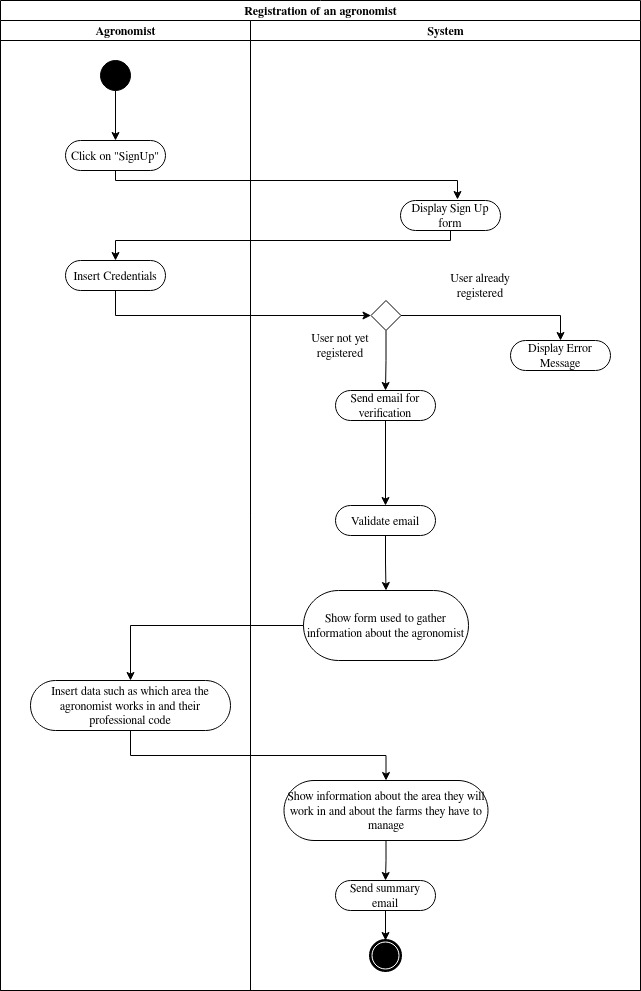 Registration of an agronomist
Agronomist
System
Click on "SignUp"
Display Sign Up
form
Insert Credentials
User already
registered
User not yet
registered
Display Error
Message
Send email for
verification
Validate email
Show form used to gather
information about the agronomist
Insert data such as which area the
agronomist works in and their
professional code
Show information about the area they will
work in and about the farms they have to
manage
Send summary
email